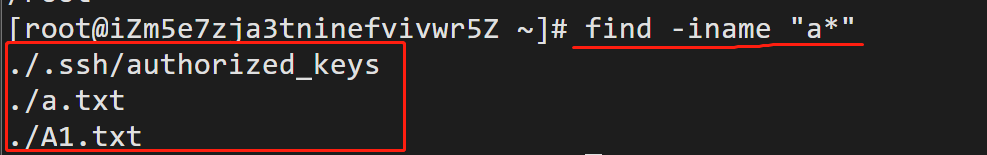 [root@iZm5e7zja3tninefvivwr5Z ~]# find -iname "a*"
./.ssh/authorized_keys
./a.txt
./A1.txt